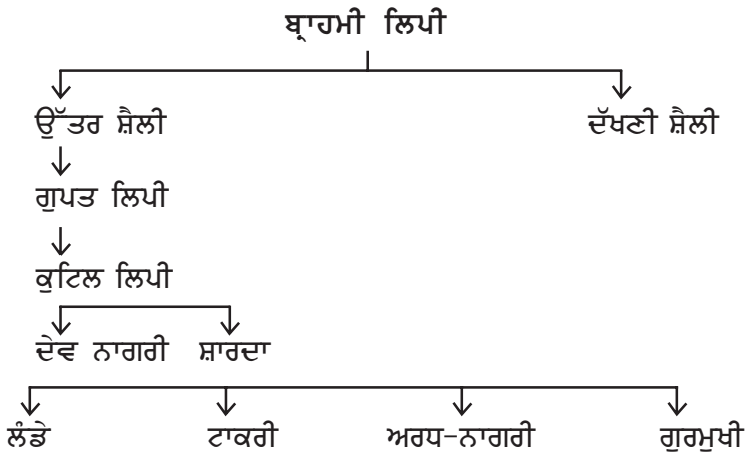 ਬ੍ਰਾਹਮੀ ਲਿਪੀ
ਉੱਤਰ ਸ਼ੈਲੀ ਦੱਖਣੀ ਸ਼ੈਲੀ
ਗੁਪਤ ਲਿਪੀ
ਕੁਟਿਲ ਲਿਪੀ
ਦੇਵ ਨਾਗਰੀ ਸ਼ਾਰਦਾ
ਲੰਡੇ ਟਾਕਰੀ ਅਰਧ-ਨਾਗਰੀ ਗੁਰਮੁਖੀ